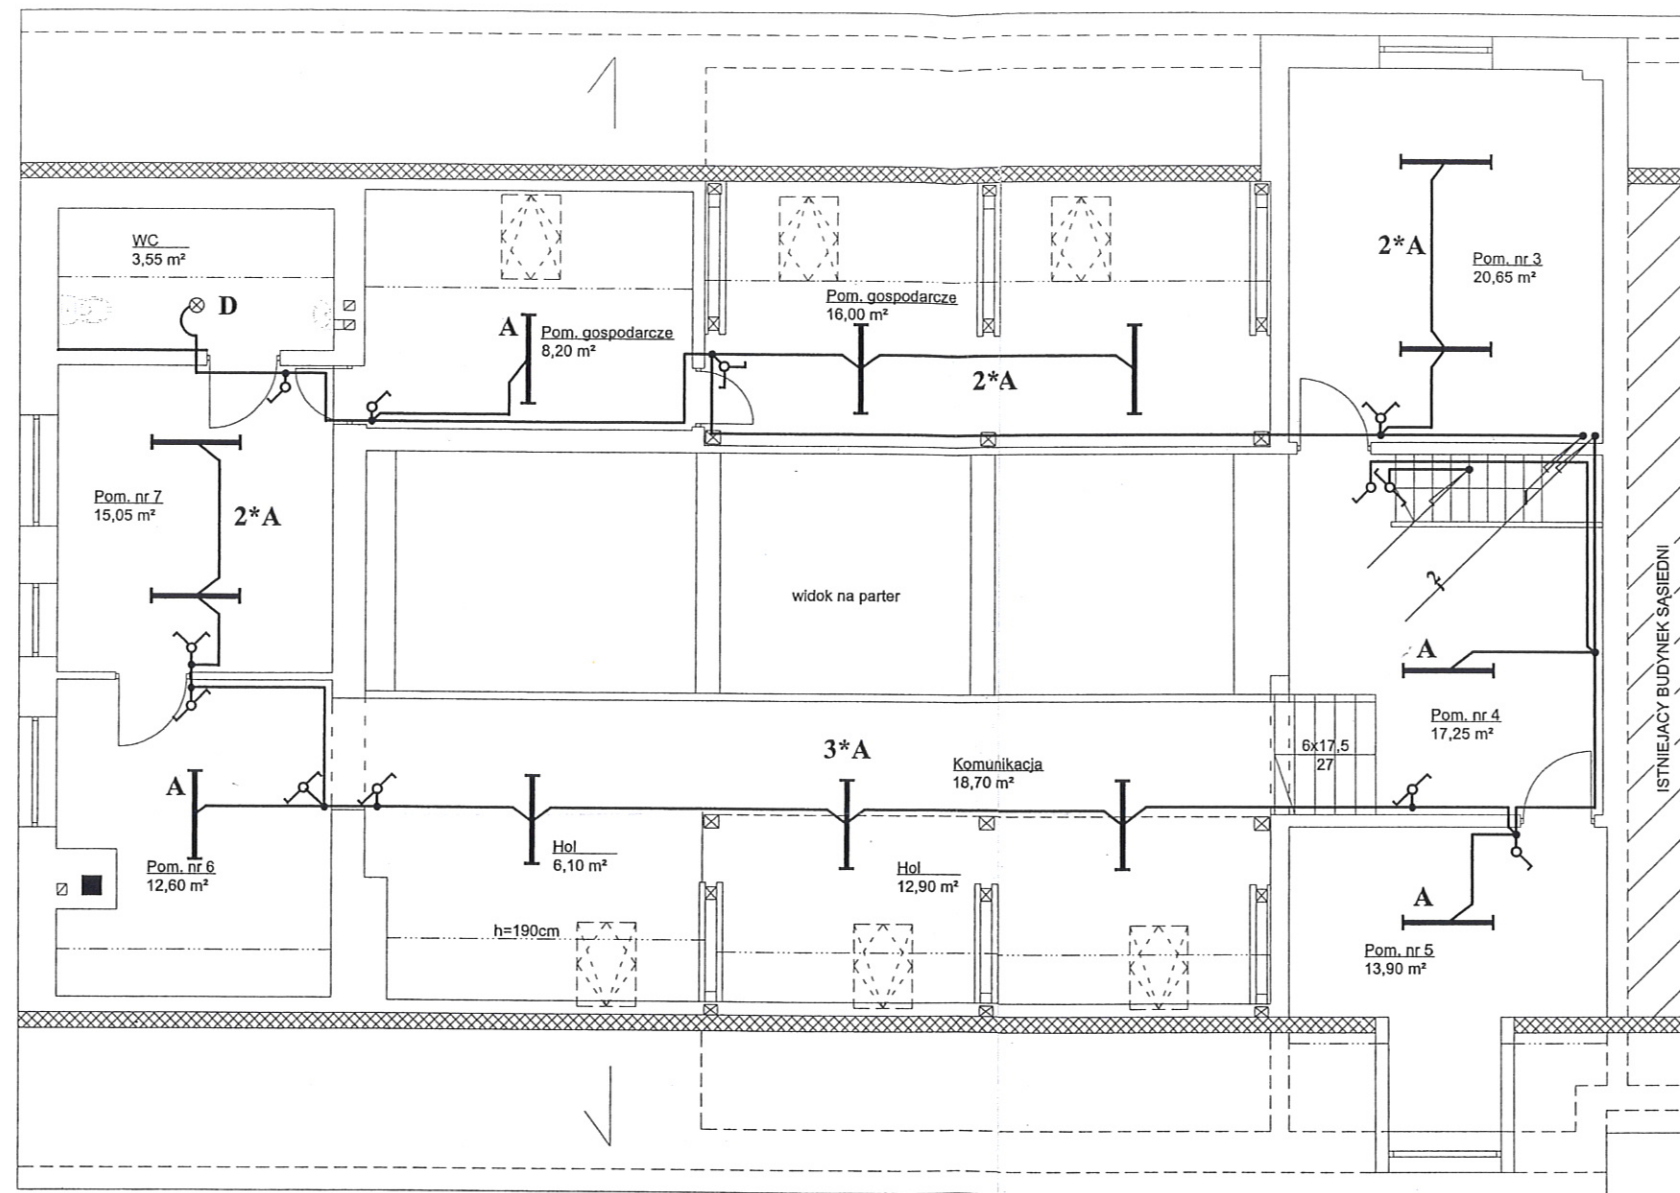 WC
3,55 m²
D
A
Pom. gospodarcze
8,20 m²
Pom. gospodarcze
16,00 m²
2*A
2*A
Pom. nr 3
20,65 m²
Pom. nr 7
15,05 m²
2*A
widok na parter
2
A
Pom. nr 4
17,25 m²
ISTNIEJACY BUDYNEK SĄSIEDNI
3*A
Komunikacja
18,70 m²
6x17,5
27
A
Pom. nr 6
12,60 m²
Hol
6,10 m²
Hol
12,90 m²
h=190cm
A
Pom. nr 5
13,90 m²